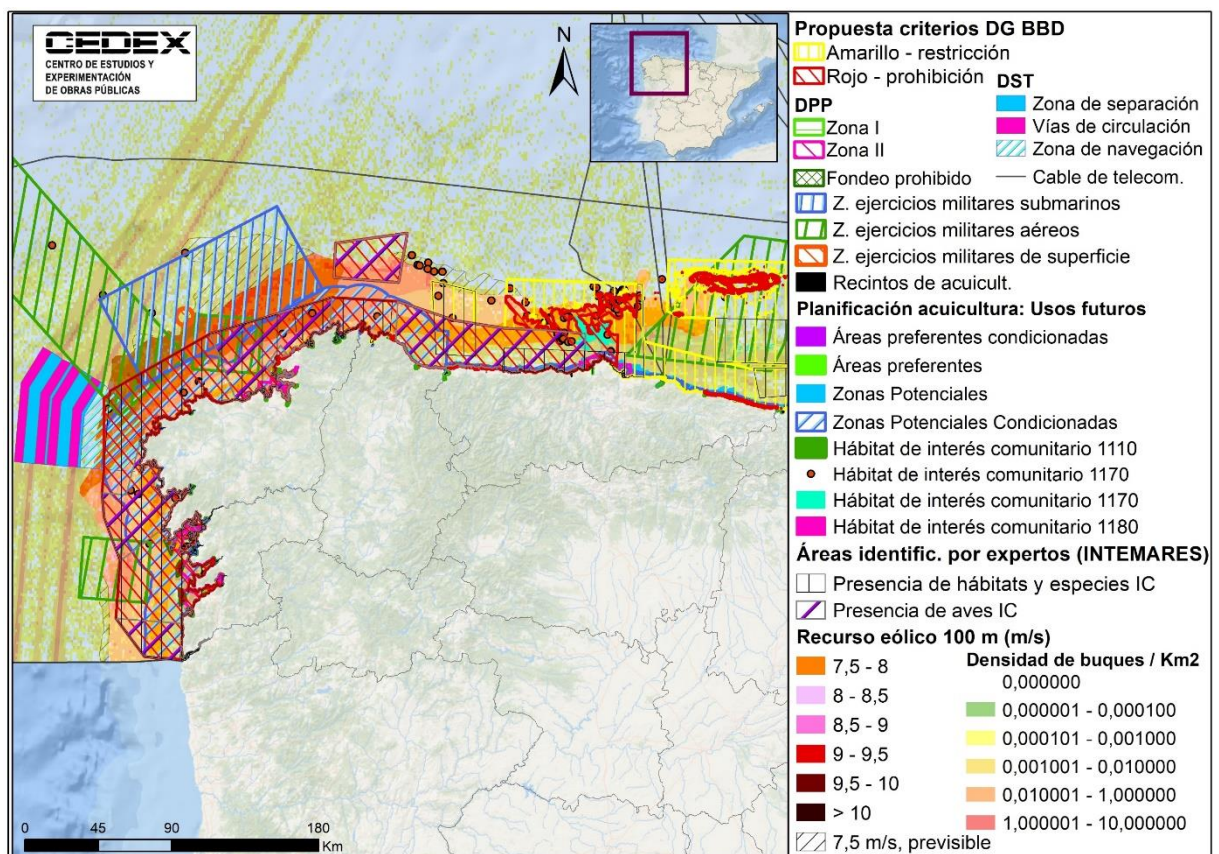 CEDEX
CENTRO DE ESTUDIOS Y
EXPERIMENTACIÓN
DE OBRAS PÚBLICAS
N
0 45 90 180
Km
Propuesta criterios DG BBD
Amarillo - restricción
Rojo - prohibición
DPP
Zona I
Zona II
Fondeo prohibido
DST
Zona de separación
Vías de circulación
Zona de navegación
Cable de telecom.
Z. ejercicios militares submarinos
Z. ejercicios militares aéreos
Z. ejercicios militares de superficie
Recintos de acuicult.
Planificación acuicultura: Usos futuros
Áreas preferentes condicionadas
Áreas preferentes
Zonas Potenciales
Zonas Potenciales Condicionadas
Hábitat de interés comunitario 1110
Hábitat de interés comunitario 1170
Hábitat de interés comunitario 1170
Hábitat de interés comunitario 1180
Áreas identific. por expertos (INTEMARES)
Presencia de hábitats y especies IC
Presencia de aves IC
Recurso eólico 100 m (m/s)
7,5 - 8
8 - 8,5
8,5 - 9
9 - 9,5
9,5 - 10
> 10
7,5 m/s, previsible
Densidad de buques / Km2
0,000000
0,000001 - 0,000100
0,000101 - 0,001000
0,001001 - 0,010000
0,010001 - 1,000000
1,000001 - 10,000000